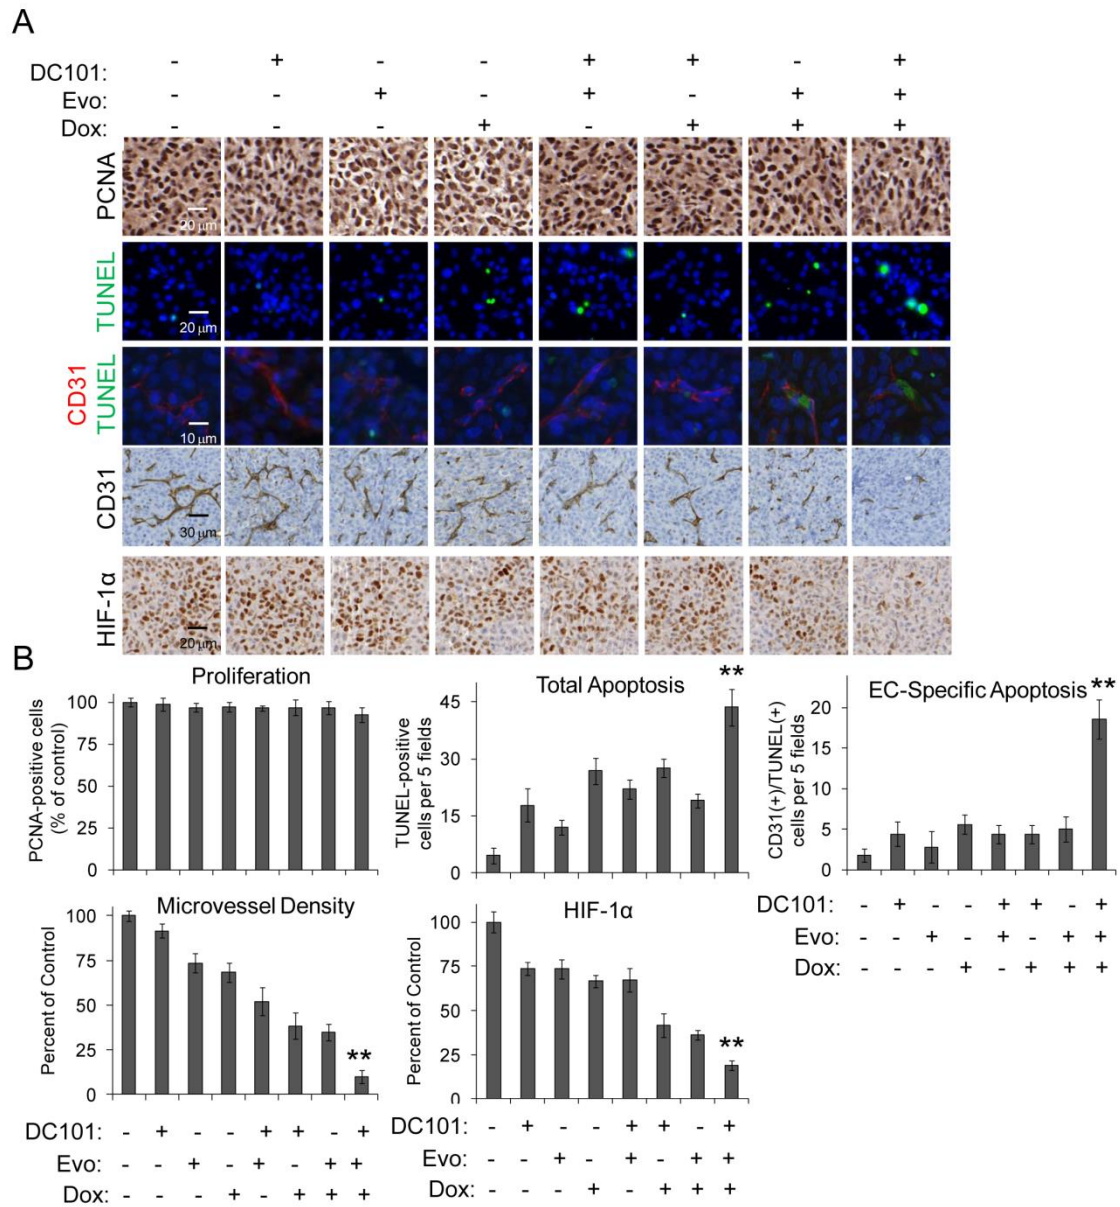 A
DC101: - + - - + + - +
Evo: - - + - + - + +
Dox: - - - + - + + +
PCNA
20 μm
TUNEL
20 μm
CD31
TUNEL
10 μm
CD31
30 μm
HIF-1α
20 μm
B
Proliferation
PCNA-positive cells
(% of control)
100
75
50
25
0
Total Apoptosis
TUNEL-positive
cells per 5 fields
45
30
15
0
**
EC-Specific Apoptosis
CD31(+)/TUNEL(+)
cells per 5 fields
20
15
10
5
0
**
DC101: - + - - + + - +
Evo: - - + - + - + +
Dox: - - - + - + + +
Microvessel Density
Percent of Control
100
75
50
25
0
**
DC101: - + - - + + - +
Evo: - - + - + - + +
Dox: - - - + - + + +
HIF-1α
Percent of Control
100
75
50
25
0
**
DC101: - + - - + + - +
Evo: - - + - + - + +
Dox: - - - + - + + +